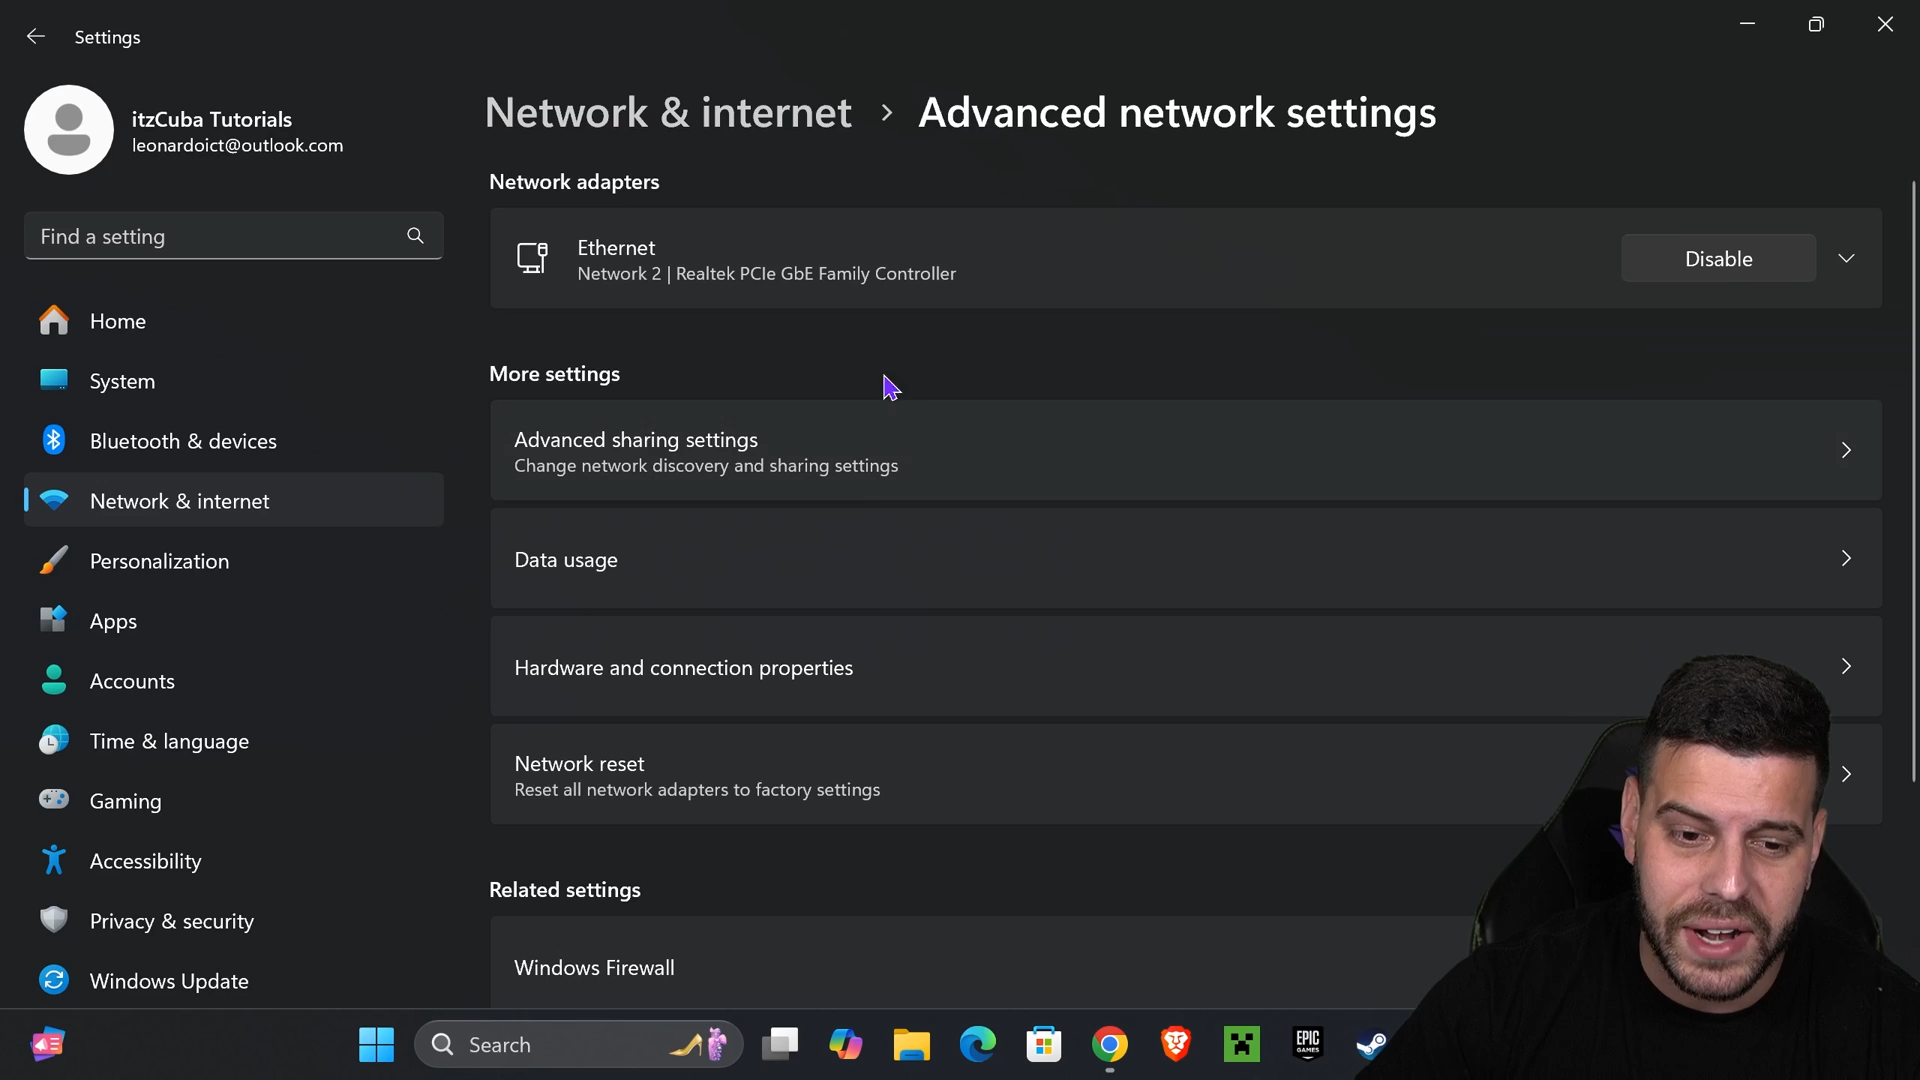 Settings
itzCuba Tutorials
leonardoict@outlook.com
Find a setting
Home
System
Bluetooth & devices
Network & internet
Personalization
Apps
Accounts
Time & language
Gaming
Accessibility
Privacy & security
Windows Update
Network & internet > Advanced network settings
Network adapters
Ethernet
Network 2 | Realtek PCIe GbE Family Controller
Disable
More settings
Advanced sharing settings
Change network discovery and sharing settings
Data usage
Hardware and connection properties
Network reset
Reset all network adapters to factory settings
Related settings
Windows Firewall
Search
EPIC
GAMES